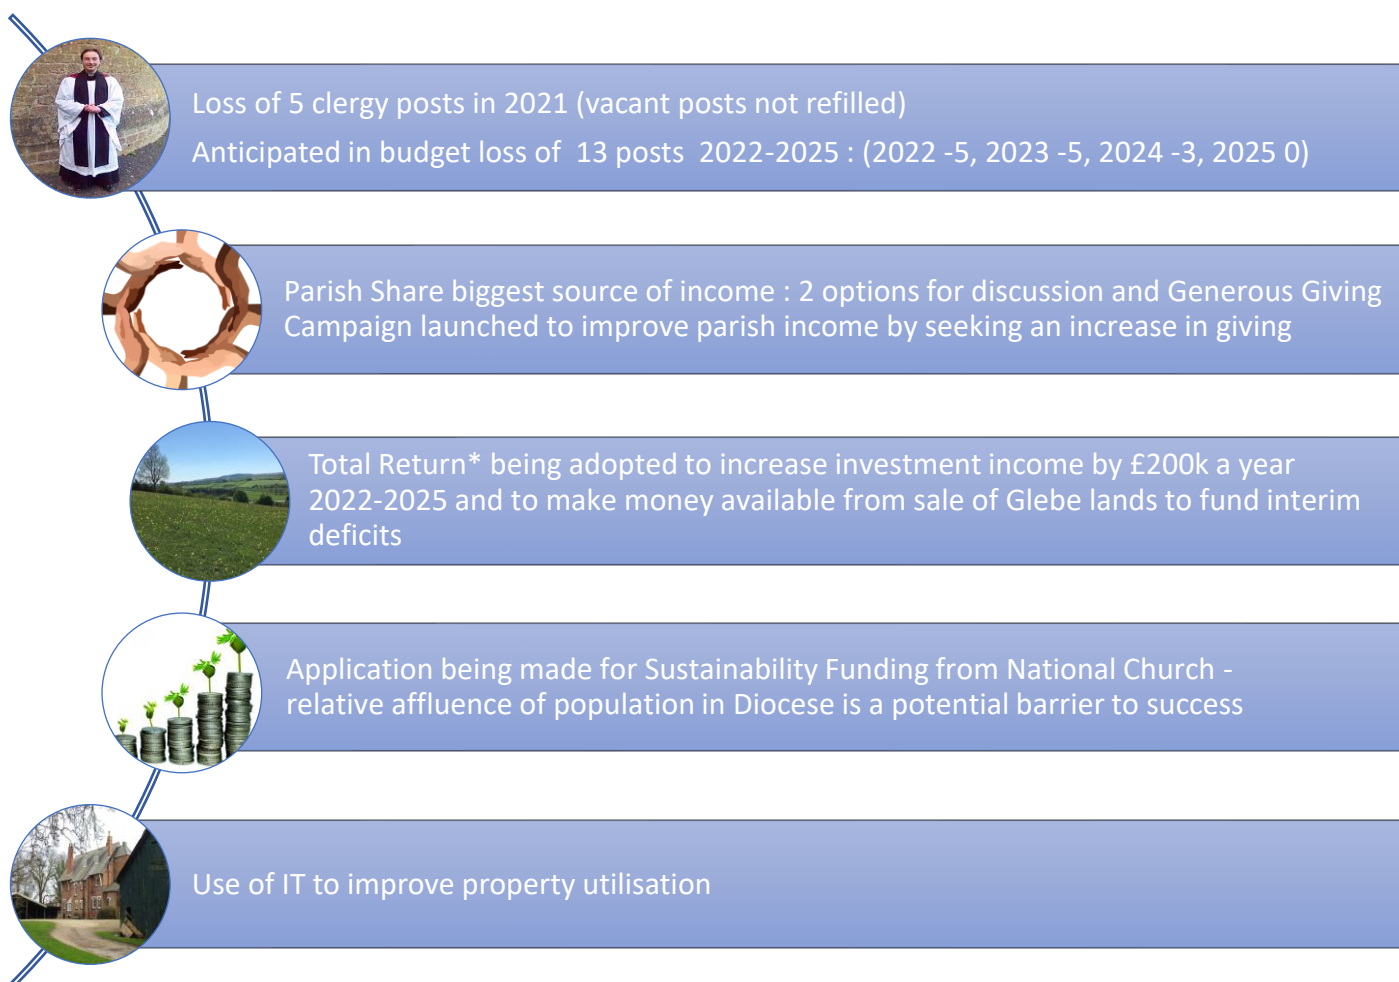 Loss of 5 clergy posts in 2021 (vacant posts not refilled)
Anticipated in budget loss of 13 posts 2022-2025 : (2022 -5, 2023 -5, 2024 -3, 2025 0)
Parish Share biggest source of income : 2 options for discussion and Generous Giving
Campaign launched to improve parish income by seeking an increase in giving
Total Return* being adopted to increase investment income by £200k a year
2022-2025 and to make money available from sale of Glebe lands to fund interim
deficits
Application being made for Sustainability Funding from National Church -
relative affluence of population in Diocese is a potential barrier to success
Use of IT to improve property utilisation